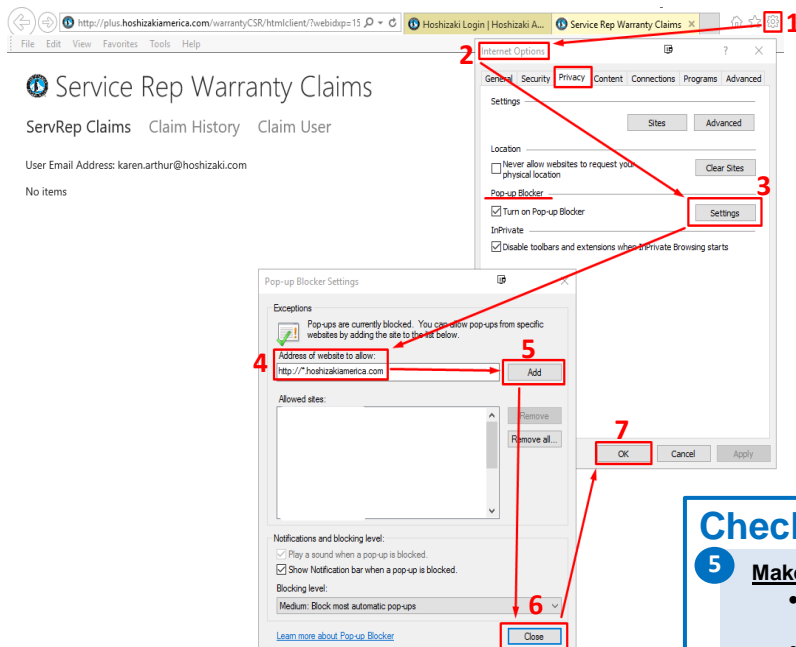 http://plus.hoshizakiamerica.com/warrantyCSR/htmlclient/?webidxp=15
Hoshizaki Login | Hoshizaki A...
Service Rep Warranty Claims
1
File Edit View Favorites Tools Help
2
Internet Options
?
General Security Privacy Content Connections Programs Advanced
Service Rep Warranty Claims
Settings
Sites
Advanced
ServRep Claims Claim History Claim User
Location
Never allow websites to request your
physical location
Clear Sites
User Email Address: karen.arthur@hoshizaki.com
No items
Pop-up Blocker
3
Turn on Pop-up Blocker
Settings
InPrivate
Disable toolbars and extensions when InPrivate Browsing starts
Pop-up Blocker Settings
Exceptions
Pop-ups are currently blocked. You can allow pop-ups from specific
websites by adding the site to the list below.
4
Address of website to allow:
5
http://*.hoshizakiamerica.com
Add
Allowed sites:
Remove
Remove all...
7
OK
Cancel
Apply
Notifications and blocking level:
Play a sound when a pop-up is blocked.
Show Notification bar when a pop-up is blocked.
Blocking level:
Medium: Block most automatic pop-ups
6
Learn more about Pop-up Blocker
Close
Check
5
Make